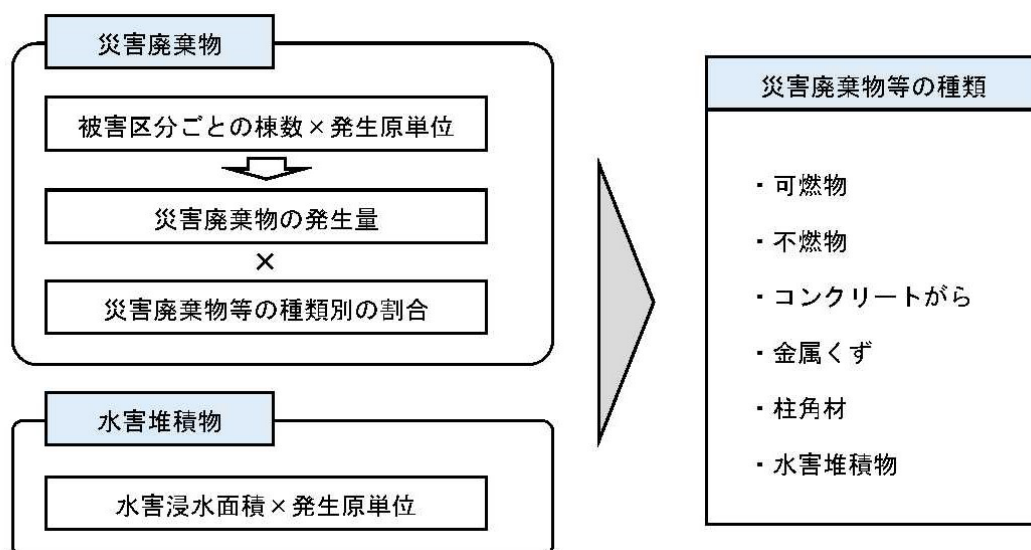 災害廃棄物
被害区分ごとの棟数×発生原単位
災害廃棄物の発生量
×
災害廃棄物等の種類別の割合
水害堆積物
水害浸水面積×発生原単位
災害廃棄物等の種類
・可燃物
・不燃物
・コンクリートがら
・金属くず
・柱角材
・水害堆積物